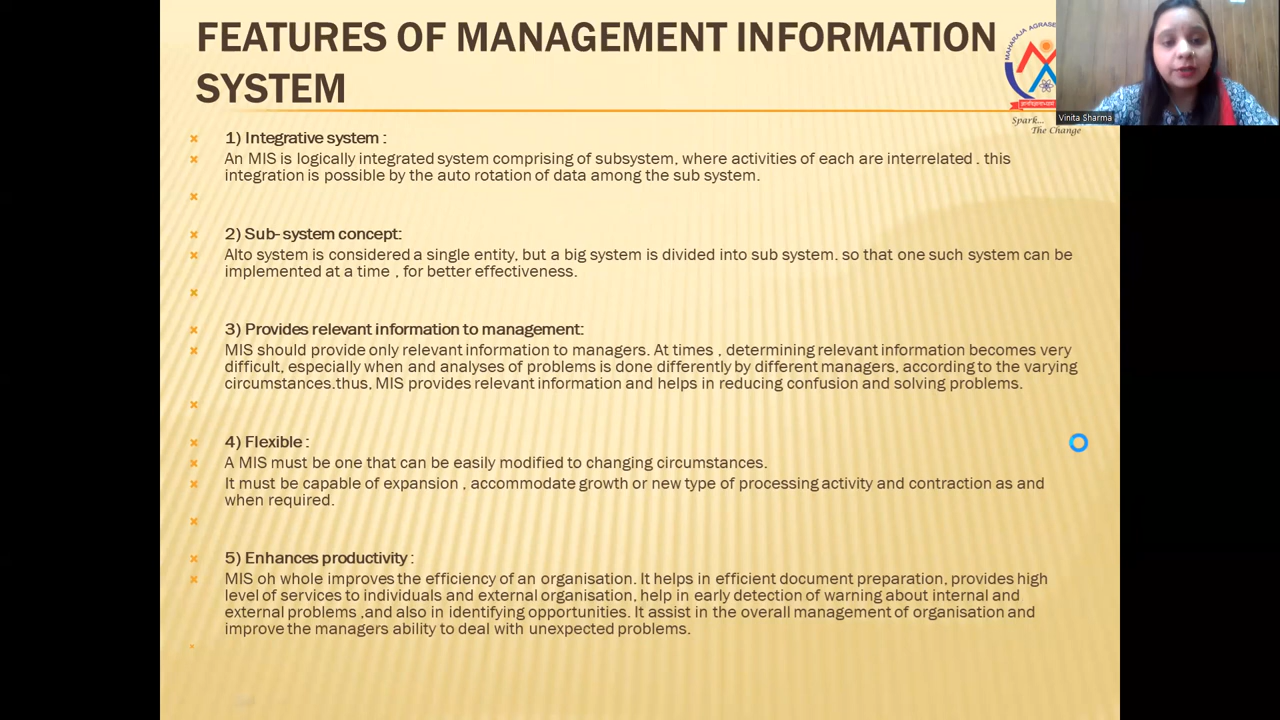 FEATURES OF MANAGEMENT INFORMATION
SYSTEM
MAHARAJA AGRASE
Spark...
The Change
Vinita Sharma
1) Integrative system :
An MIS is logically integrated system comprising of subsystem, where activities of each are interrelated . this
integration is possible by the auto rotation of data among the sub system.
2) Sub- system concept:
Alto system is considered a single entity, but a big system is divided into sub system. so that one such system can be
implemented at a time , for better effectiveness.
3) Provides relevant information to management:
MIS should provide only relevant information to managers. At times , determining relevant information becomes very
difficult, especially when and analyses of problems is done differently by different managers, according to the varying
circumstances.thus, MIS provides relevant information and helps in reducing confusion and solving problems.
4) Flexible :
A MIS must be one that can be easily modified to changing circumstances.
It must be capable of expansion , accommodate growth or new type of processing activity and contraction as and
when required.
5) Enhances productivity :
MIS oh whole improves the efficiency of an organisation. It helps in efficient document preparation, provides high
level of services to individuals and external organisation, help in early detection of warning about internal and
external problems ,and also in identifying opportunities. It assist in the overall management of organisation and
improve the managers ability to deal with unexpected problems.